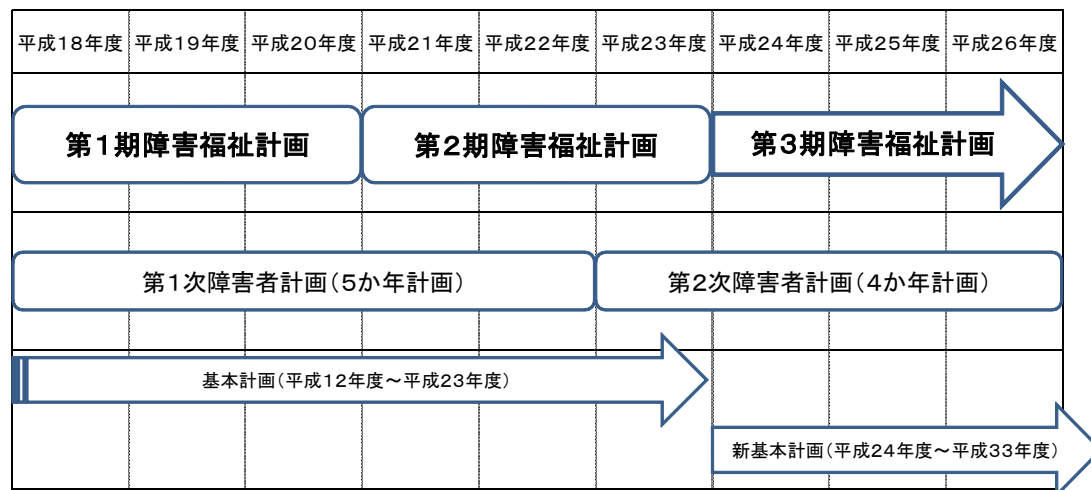 平成18年度 平成19年度 平成20年度 平成21年度 平成22年度 平成23年度 平成24年度 平成25年度 平成26年度
第1期障害福祉計画 第2期障害福祉計画 第3期障害福祉計画
第1次障害者計画(5か年計画) 第2次障害者計画(4か年計画)
基本計画(平成12年度~平成23年度)
新基本計画(平成24年度~平成33年度)